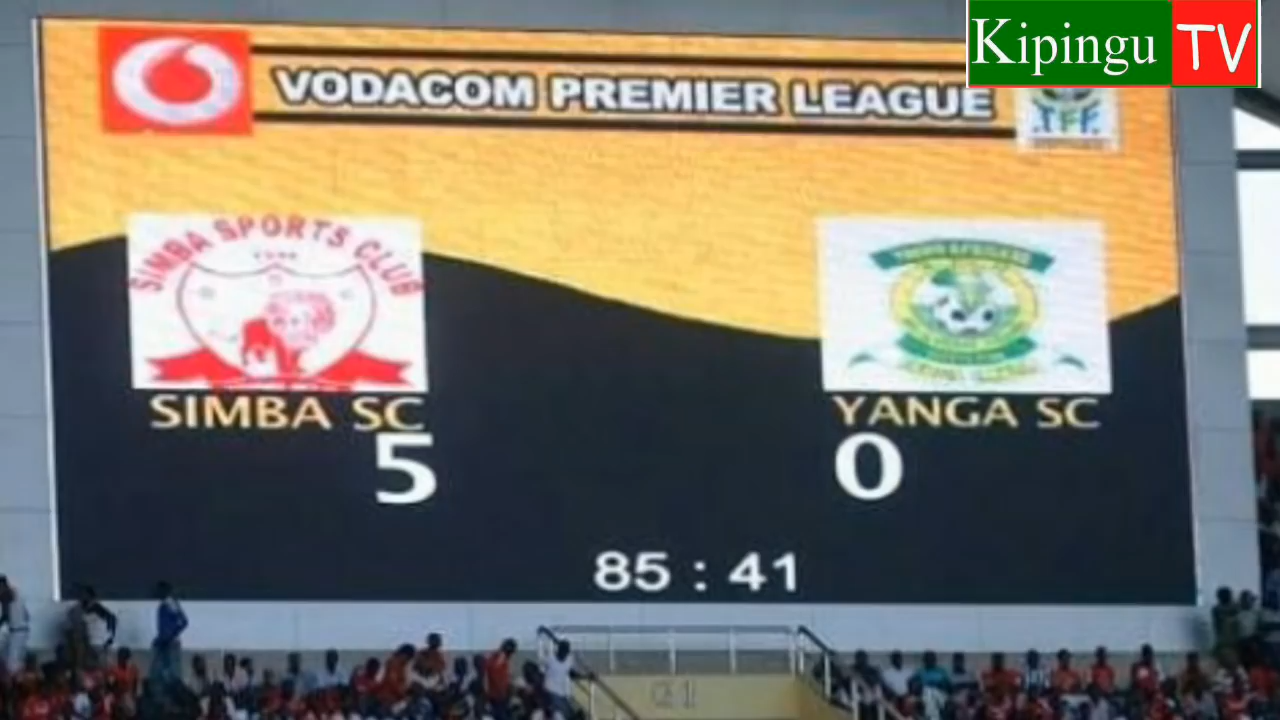 Kipingu TV
VODACOM PREMIER LEAGUE
TFF
SIMBA SPORTS CLUB
SIMBA SC
YANGA SC
5
0
85 : 41
21